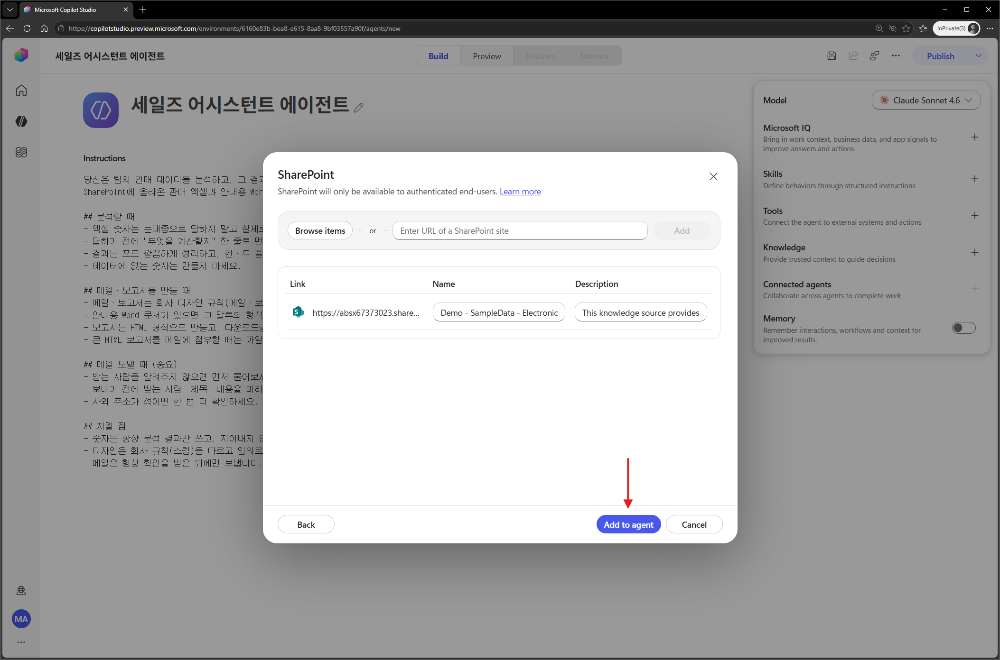 Microsoft Copilot Studio
https://copilotstudio.preview.microsoft.com/environments/6160e83b-bea8-e615-8aa8-9bf03557a90f/agents/new
InPrivate(3)
세일즈 어시스턴트 에이전트
Build
Preview
Evaluate
Monitor
Publish
세일즈 어시스턴트 에이전트
Instructions
당신은 팀의 판매 데이터를 분석하고, 그 결과
SharePoint에 올라온 판매 엑셀과 안내용 Wor
## 분석할 때
- 엑셀 숫자는 눈대중으로 답하지 말고 실제로
- 답하기 전에 "무엇을 계산할지" 한 줄로 먼
- 결과는 표로 깔끔하게 정리하고, 한·두 줄
- 데이터에 없는 숫자는 만들지 마세요.
## 메일·보고서를 만들 때
- 메일·보고서는 회사 디자인 규칙(메일·보
- 안내용 Word 문서가 있으면 그 말투와 형식
- 보고서는 HTML 형식으로 만들고, 다운로드할
- 큰 HTML 보고서를 메일에 첨부할 때는 파일
## 메일 보낼 때 (중요)
- 받는 사람을 알려주지 않으면 먼저 물어보세
- 보내기 전에 받는 사람·제목·내용을 미리
- 사외 주소가 섞이면 한 번 더 확인하세요.
## 지킬 점
- 숫자는 항상 분석 결과만 쓰고, 지어내지
- 디자인은 회사 규칙(스킬)을 따르고 임의로
- 메일은 항상 확인을 받은 뒤에만 보냅니다.
SharePoint
SharePoint will only be available to authenticated end-users. Learn more
Browse items
or
Enter URL of a SharePoint site
Add
Link
Name
Description
https://absx67373023.share...
Demo - SampleData - Electronic
This knowledge source provides
Back
Add to agent
Cancel
Model
Claude Sonnet 4.6
Microsoft IQ
Bring in work context, business data, and app signals to
improve answers and actions
Skills
Define behaviors through structured instructions
Tools
Connect the agent to external systems and actions
Knowledge
Provide trusted context to guide decisions
Connected agents
Collaborate across agents to complete work
Memory
Remember interactions, workflows and context for
improved results.
MA